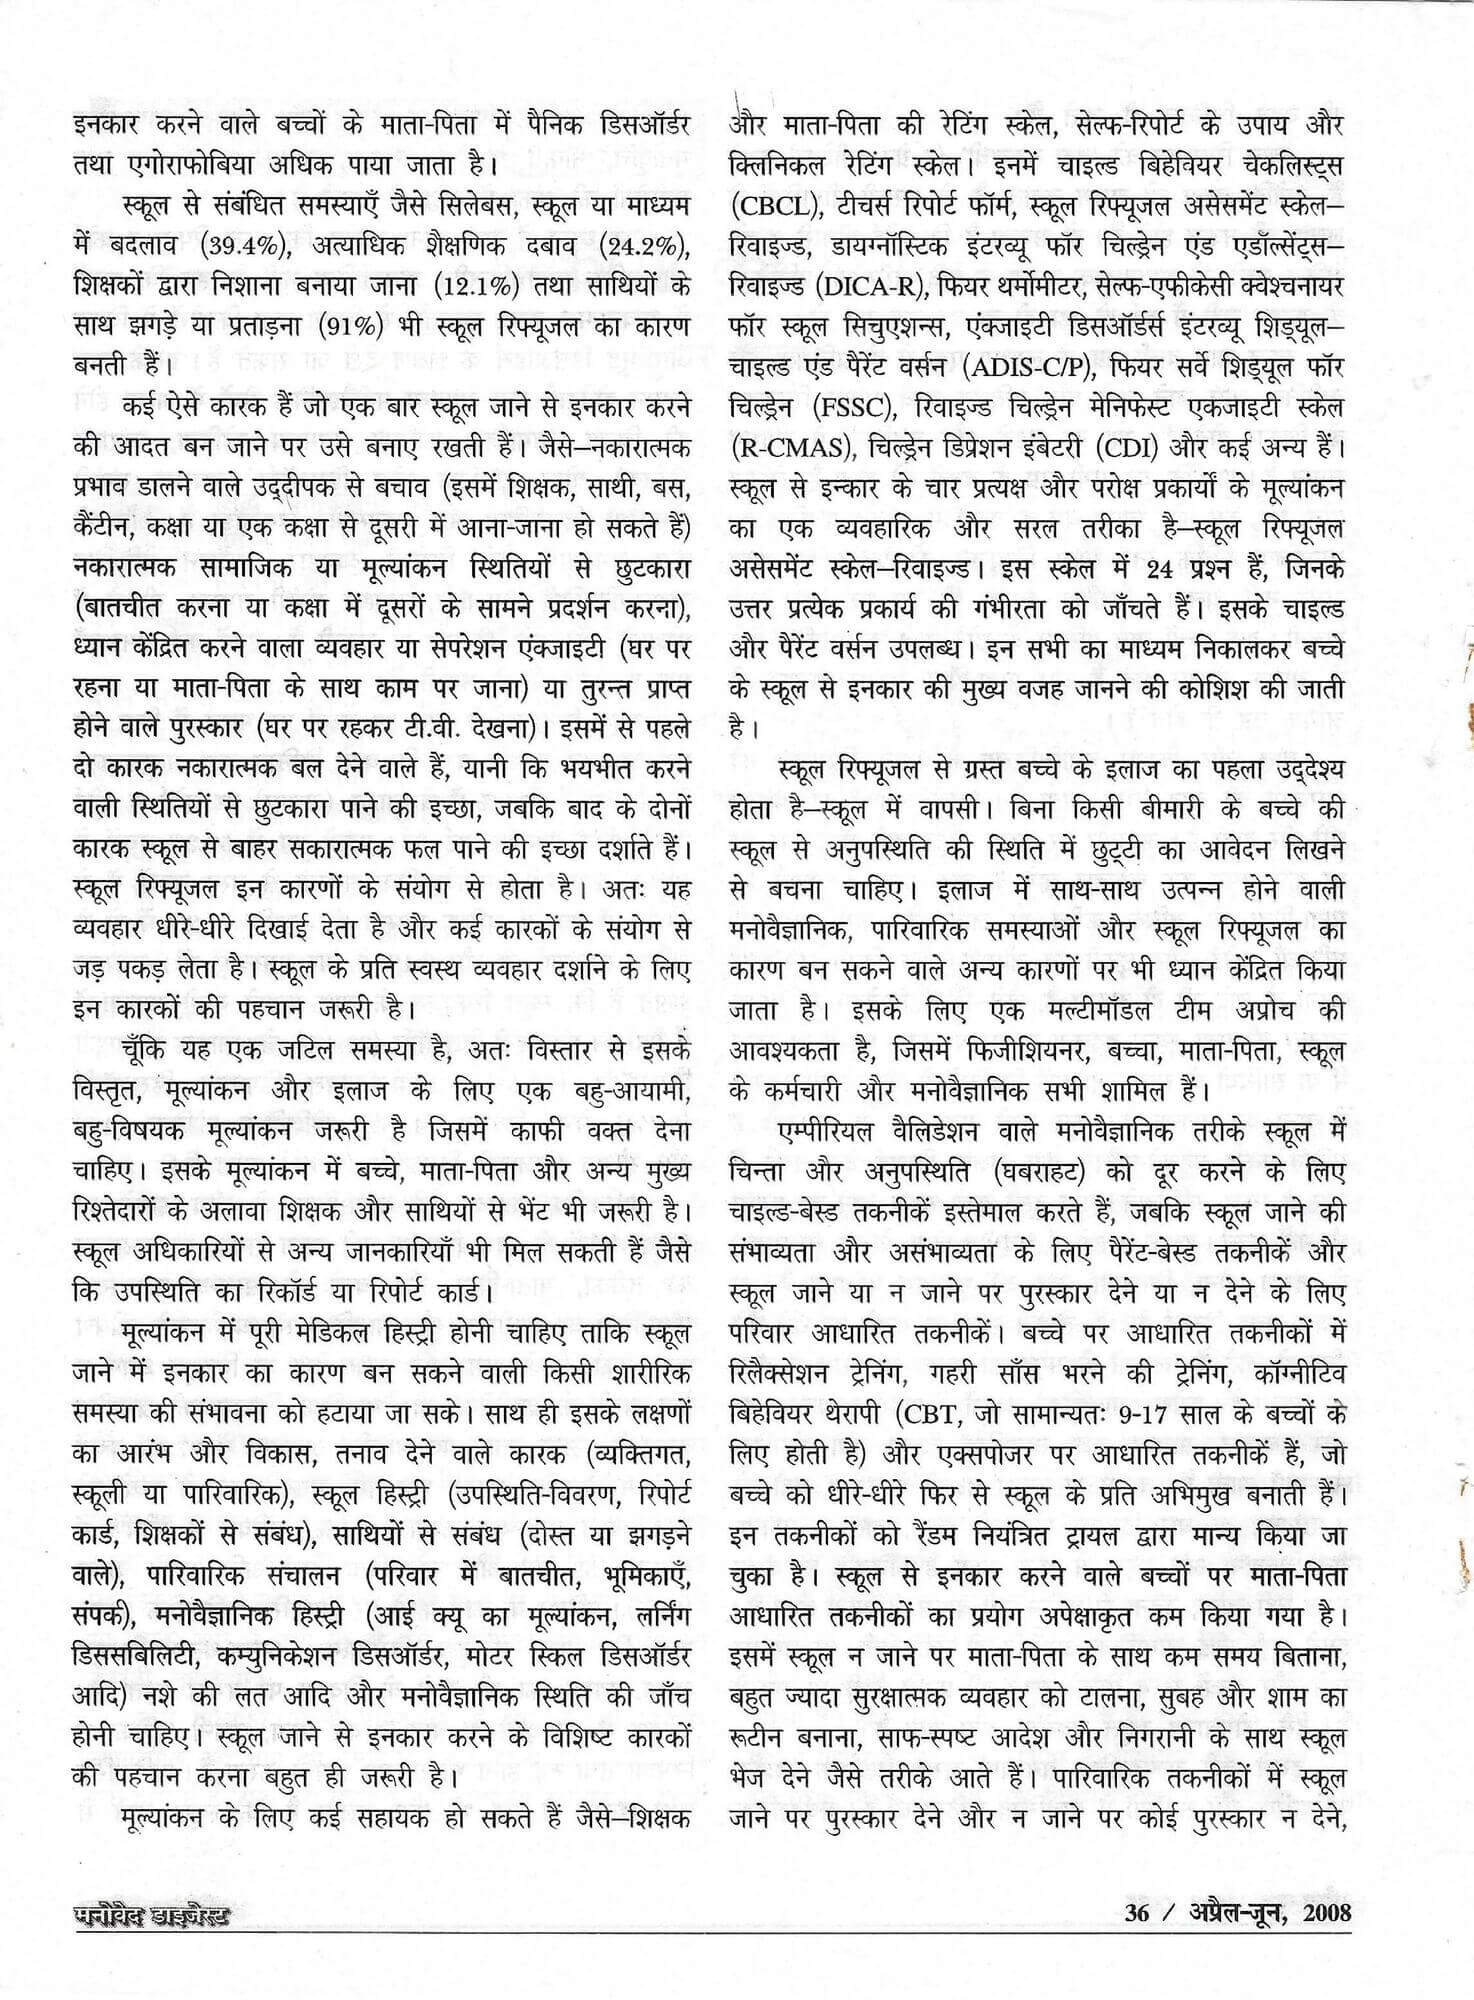 इनकार करने वाले बच्चों के माता-पिता में पैनिक डिसऑर्डर
तथा एगोराफोबिया अधिक पाया जाता है।
स्कूल से संबंधित समस्याएँ जैसे सिलेबस, स्कूल या माध्यम
में बदलाव (39.4%), अत्याधिक शैक्षणिक दबाव (24.2%),
शिक्षकों द्वारा निशाना बनाया जाना (12.1%) तथा साथियों के
साथ झगड़े या प्रताड़ना (91%) भी स्कूल रिफ्यूजल का कारण
बनती हैं।
कई ऐसे कारक हैं जो एक बार स्कूल जाने से इनकार करने
की आदत बन जाने पर उसे बनाए रखती हैं। जैसे–नकारात्मक
प्रभाव डालने वाले उद्दीपक से बचाव (इसमें शिक्षक, साथी, बस,
कैंटीन, कक्षा या एक कक्षा से दूसरी में आना-जाना हो सकते हैं)
नकारात्मक सामाजिक या मूल्यांकन स्थितियों से छुटकारा
(बातचीत करना या कक्षा में दूसरों के सामने प्रदर्शन करना),
ध्यान केंद्रित करने वाला व्यवहार या सेपरेशन एंक्जाइटी (घर पर
रहना या माता-पिता के साथ काम पर जाना) या तुरन्त प्राप्त
होने वाले पुरस्कार (घर पर रहकर टी.वी. देखना)। इसमें से पहले
दो कारक नकारात्मक बल देने वाले हैं, यानी कि भयभीत करने
वाली स्थितियों से छुटकारा पाने की इच्छा, जबकि बाद के दोनों
कारक स्कूल से बाहर सकारात्मक फल पाने की इच्छा दर्शाते हैं।
स्कूल रिफ्यूजल इन कारणों के संयोग से होता है। अतः यह
व्यवहार धीरे-धीरे दिखाई देता है और कई कारकों के संयोग से
जड़ पकड़ लेता है। स्कूल के प्रति स्वस्थ व्यवहार दर्शाने के लिए
इन कारकों की पहचान जरूरी है।
चूँकि यह एक जटिल समस्या है, अतः विस्तार से इसके
विस्तृत, मूल्यांकन और इलाज के लिए एक बहु-आयामी,
बहु-विषयक मूल्यांकन जरूरी है जिसमें काफी वक्त देना
चाहिए। इसके मूल्यांकन में बच्चे, माता-पिता और अन्य मुख्य
रिश्तेदारों के अलावा शिक्षक और साथियों से भेंट भी जरूरी है।
स्कूल अधिकारियों से अन्य जानकारियाँ भी मिल सकती हैं जैसे
कि उपस्थिति का रिकॉर्ड या रिपोर्ट कार्ड।
मूल्यांकन में पूरी मेडिकल हिस्ट्री होनी चाहिए ताकि स्कूल
जाने में इनकार का कारण बन सकने वाली किसी शारीरिक
समस्या की संभावना को हटाया जा सके। साथ ही इसके लक्षणों
का आरंभ और विकास, तनाव देने वाले कारक (व्यक्तिगत,
स्कूली या पारिवारिक), स्कूल हिस्ट्री (उपस्थिति-विवरण, रिपोर्ट
कार्ड, शिक्षकों से संबंध), साथियों से संबंध (दोस्त या झगड़ने
वाले), पारिवारिक संचालन (परिवार में बातचीत, भूमिकाएँ,
संपर्क), मनोवैज्ञानिक हिस्ट्री (आई क्यू का मूल्यांकन, लर्निंग
डिससबिलिटी, कम्युनिकेशन डिसऑर्डर, मोटर स्किल डिसऑर्डर
आदि) नशे की लत आदि और मनोवैज्ञानिक स्थिति की जाँच
होनी चाहिए। स्कूल जाने से इनकार करने के विशिष्ट कारकों
की पहचान करना बहुत ही जरूरी है।
मूल्यांकन के लिए कई सहायक हो सकते हैं जैसे–शिक्षक
और माता-पिता की रेटिंग स्केल, सेल्फ-रिपोर्ट के उपाय और
क्लिनिकल रेटिंग स्केल। इनमें चाइल्ड बिहेवियर चेकलिस्ट्स
(CBCL), टीचर्स रिपोर्ट फॉर्म, स्कूल रिफ्यूजल असेसमेंट स्केल–
रिवाइज्ड, डायग्नॉस्टिक इंटरव्यू फॉर चिल्ड्रेन एंड एडॉल्सेंट्स–
रिवाइज्ड (DICA-R), फियर थर्मोमीटर, सेल्फ-एफीकेसी क्वेश्चनायर
फॉर स्कूल सिचुएशन्स, एंक्जाइटी डिसऑर्डर्स इंटरव्यू शिड्यूल–
चाइल्ड एंड पैरेंट वर्सन (ADIS-C/P), फियर सर्वे शिड्यूल फॉर
चिल्ड्रेन (FSSC), रिवाइज्ड चिल्ड्रेन मेनिफेस्ट एकजाइटी स्केल
(R-CMAS), चिल्ड्रेन डिप्रेशन इंबेटरी (CDI) और कई अन्य हैं।
स्कूल से इन्कार के चार प्रत्यक्ष और परोक्ष प्रकार्यों के मूल्यांकन
का एक व्यवहारिक और सरल तरीका है–स्कूल रिफ्यूजल
असेसमेंट स्केल–रिवाइज्ड। इस स्केल में 24 प्रश्न हैं, जिनके
उत्तर प्रत्येक प्रकार्य की गंभीरता को जाँचते हैं। इसके चाइल्ड
और पैरेंट वर्सन उपलब्ध। इन सभी का माध्यम निकालकर बच्चे
के स्कूल से इनकार की मुख्य वजह जानने की कोशिश की जाती
है।
स्कूल रिफ्यूजल से ग्रस्त बच्चे के इलाज का पहला उद्देश्य
होता है–स्कूल में वापसी। बिना किसी बीमारी के बच्चे की
स्कूल से अनुपस्थिति की स्थिति में छुट्टी का आवेदन लिखने
से बचना चाहिए। इलाज में साथ-साथ उत्पन्न होने वाली
मनोवैज्ञानिक, पारिवारिक समस्याओं और स्कूल रिफ्यूजल का
कारण बन सकने वाले अन्य कारणों पर भी ध्यान केंद्रित किया
जाता है। इसके लिए एक मल्टीमॉडल टीम अप्रोच की
आवश्यकता है, जिसमें फिजीशियनर, बच्चा, माता-पिता, स्कूल
के कर्मचारी और मनोवैज्ञानिक सभी शामिल हैं।
एम्पीरियल वैलिडेशन वाले मनोवैज्ञानिक तरीके स्कूल में
चिन्ता और अनुपस्थिति (घबराहट) को दूर करने के लिए
चाइल्ड-बेस्ड तकनीकें इस्तेमाल करते हैं, जबकि स्कूल जाने की
संभाव्यता और असंभाव्यता के लिए पैरेंट-बेस्ड तकनीकें और
स्कूल जाने या न जाने पर पुरस्कार देने या न देने के लिए
परिवार आधारित तकनीकें। बच्चे पर आधारित तकनीकों में
रिलैक्सेशन ट्रेनिंग, गहरी साँस भरने की ट्रेनिंग, कॉग्नीटिव
बिहेवियर थेरापी (CBT, जो सामान्यतः 9-17 साल के बच्चों के
लिए होती है) और एक्सपोजर पर आधारित तकनीकें हैं, जो
बच्चे को धीरे-धीरे फिर से स्कूल के प्रति अभिमुख बनाती हैं।
इन तकनीकों को रैंडम नियंत्रित ट्रायल द्वारा मान्य किया जा
चुका है। स्कूल से इनकार करने वाले बच्चों पर माता-पिता
आधारित तकनीकों का प्रयोग अपेक्षाकृत कम किया गया है।
इसमें स्कूल न जाने पर माता-पिता के साथ कम समय बिताना,
बहुत ज्यादा सुरक्षात्मक व्यवहार को टालना, सुबह और शाम का
रूटीन बनाना, साफ-स्पष्ट आदेश और निगरानी के साथ स्कूल
भेज देने जैसे तरीके आते हैं। पारिवारिक तकनीकों में स्कूल
जाने पर पुरस्कार देने और न जाने पर कोई पुरस्कार न देने,
मनोवेद डाइजेस्ट
36 / अप्रैल-जून, 2008